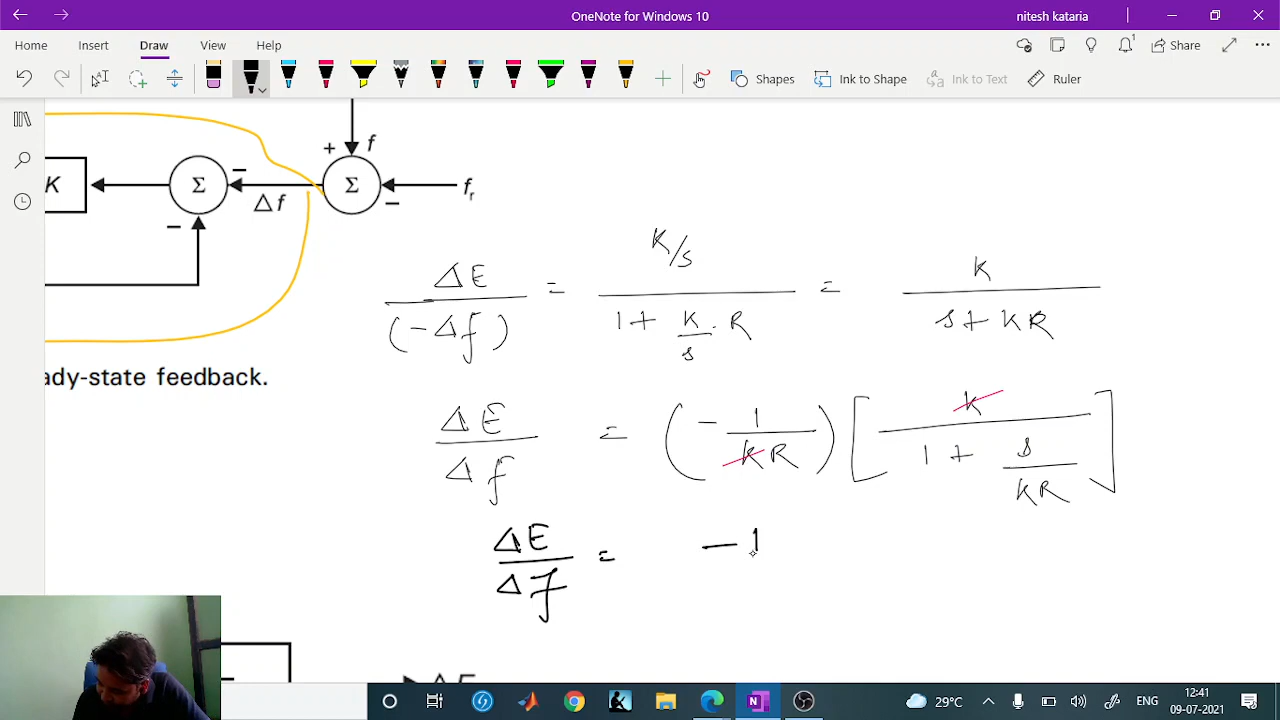 OneNote for Windows 10
nitesh kataria
Home Insert Draw View Help
Share
Shapes Ink to Shape Ink to Text Ruler
+ f
K Σ − Δf Σ − fr
−
ΔE/(-Δf) = (K/s)/(1 + K/s · R) = K/(s + KR)
ady-state feedback.
ΔE/Δf = (-1/KR) [K/(1 + s/KR)]
ΔE/Δf = -1
29°C ENG 12:41
09-07-2021